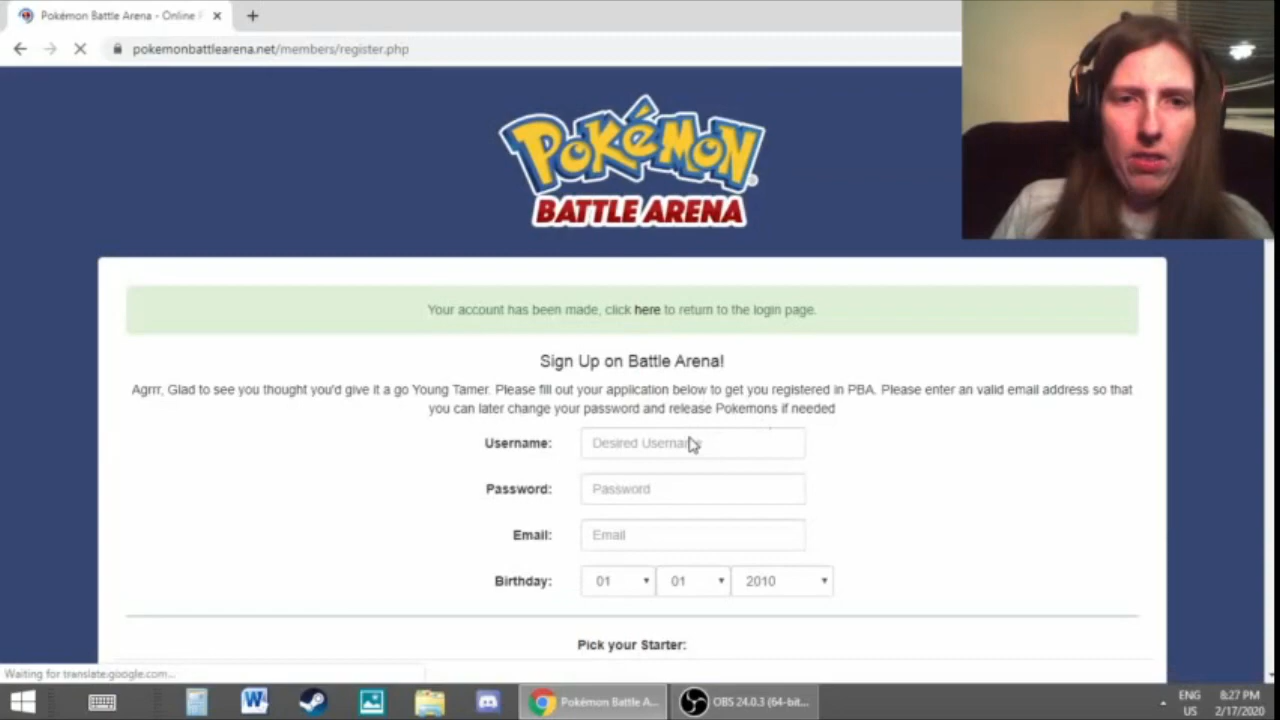 Pokémon Battle Arena - Online
pokemonbattlearena.net/members/register.php
POKéMON
BATTLE ARENA
Your account has been made, click here to return to the login page.
Sign Up on Battle Arena!
Agrrr, Glad to see you thought you'd give it a go Young Tamer. Please fill out your application below to get you registered in PBA. Please enter an valid email address so that
you can later change your password and release Pokemons if needed
Username: Desired Username
Password: Password
Email: Email
Birthday: 01 01 2010
Pick your Starter:
Waiting for translate.google.com...
Pokémon Battle A... OBS 24.0.3 (64-bit... ENG 8:27 PM
US 2/17/2020